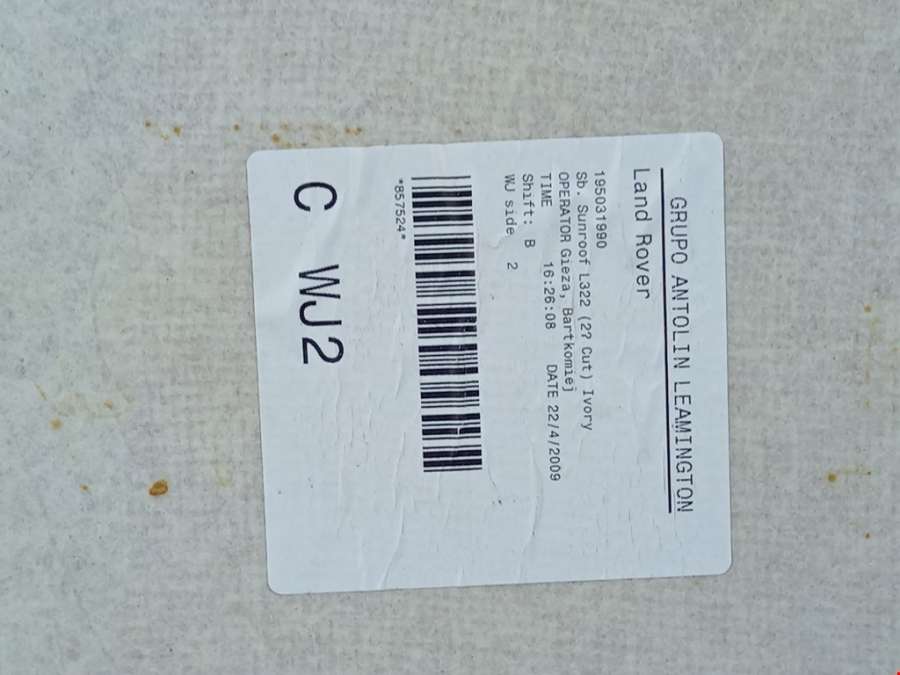 GRUPO ANTOLIN LEAMINGTON
Land Rover
195031990
Sb. Sunroof L322 (2? Cut) Ivory
OPERATOR Gieza, Bartkomiej
TIME 16:26:08 DATE 22/4/2009
Shift: B
WJ side 2
*857524*
C WJ2